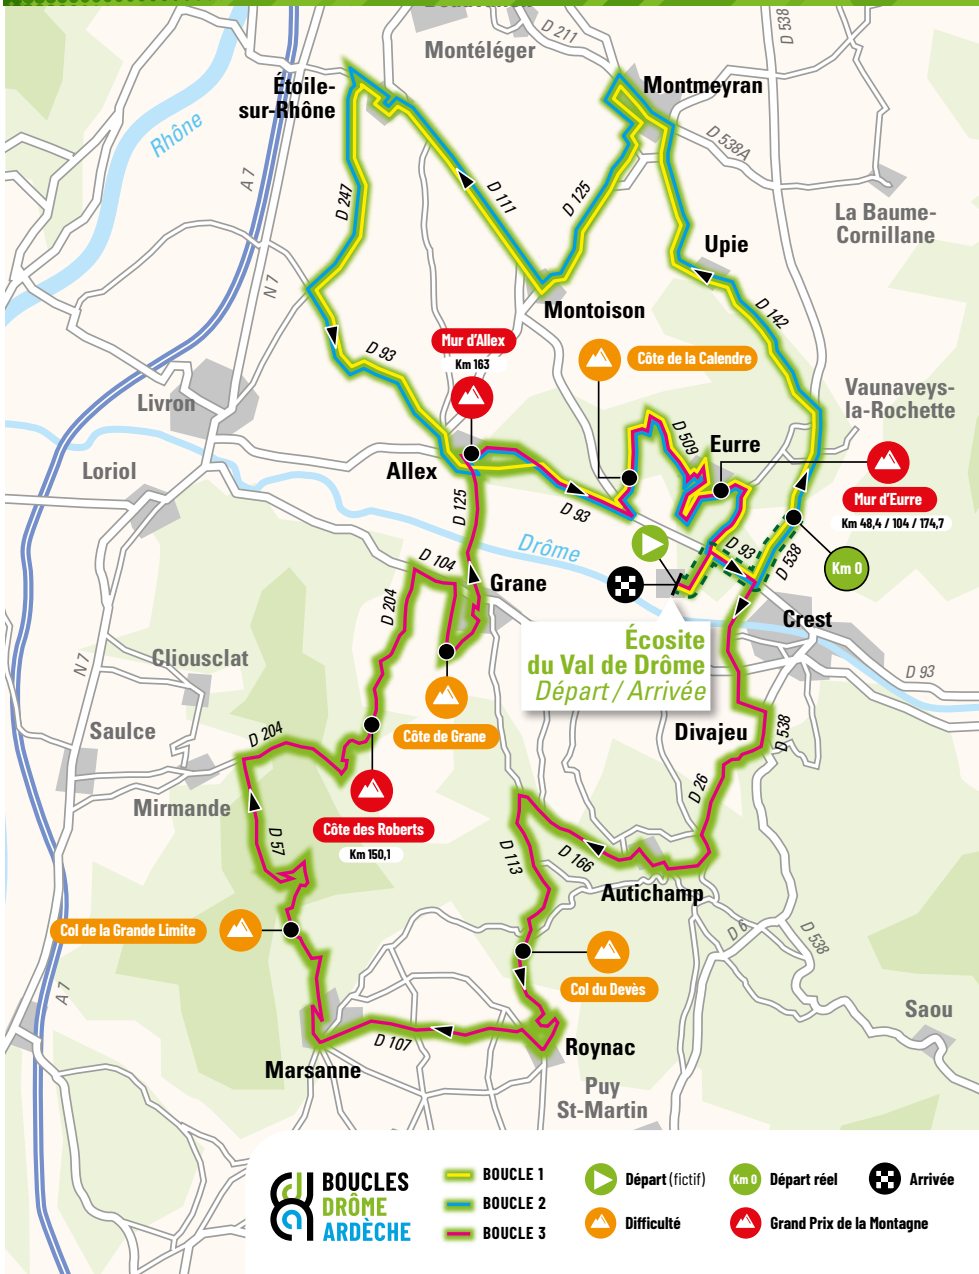 Montéléger
D 211
D 538
Étoile-
sur-Rhône
Montmeyran
Rhône
A 7
D 538A
D 247
D 111
D 125
La Baume-
Cornillane
Upie
N 7
Montoison
D 142
Mur d'Allex
Km 163
D 93
Côte de la Calendre
Vaunaveys-
la-Rochette
Livron
D 509
Eurre
Loriol
Allex
Mur d'Eurre
Km 48,4 / 104 / 174,7
D 125
D 93
Drôme
D 93
D 538
Km 0
D 104
Grane
D 204
Crest
Écosite
du Val de Drôme
Départ / Arrivée
Cliousclat
N 7
D 93
Saulce
Côte de Grane
Divajeu
D 538
D 204
Mirmande
D 26
Côte des Roberts
Km 150,1
D 57
D 113
D 166
Autichamp
Col de la Grande Limite
D 6
D 538
Col du Devès
A 7
Saou
D 107
Roynac
Marsanne
Puy
St-Martin
BOUCLES
DRÔME
ARDÈCHE
BOUCLE 1
BOUCLE 2
BOUCLE 3
Départ (fictif)
Km 0 Départ réel
Arrivée
Difficulté
Grand Prix de la Montagne